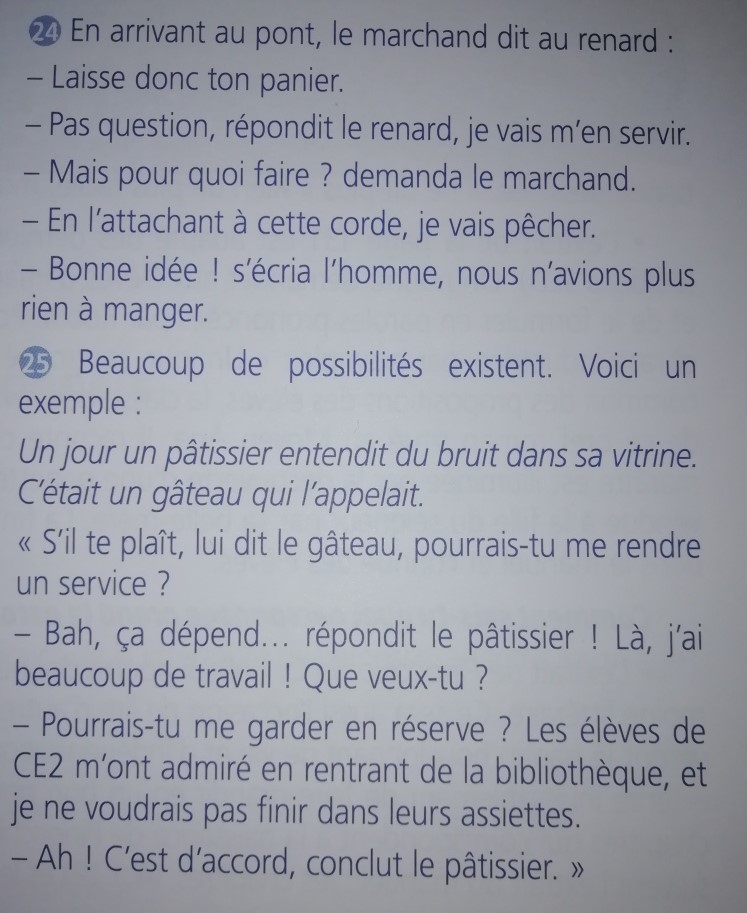 24 En arrivant au pont, le marchand dit au renard :
– Laisse donc ton panier.
– Pas question, répondit le renard, je vais m'en servir.
– Mais pour quoi faire ? demanda le marchand.
– En l'attachant à cette corde, je vais pêcher.
– Bonne idée ! s'écria l'homme, nous n'avions plus
rien à manger.
25 Beaucoup de possibilités existent. Voici un
exemple :
Un jour un pâtissier entendit du bruit dans sa vitrine.
C'était un gâteau qui l'appelait.
« S'il te plaît, lui dit le gâteau, pourrais-tu me rendre
un service ?
– Bah, ça dépend... répondit le pâtissier ! Là, j'ai
beaucoup de travail ! Que veux-tu ?
– Pourrais-tu me garder en réserve ? Les élèves de
CE2 m'ont admiré en rentrant de la bibliothèque, et
je ne voudrais pas finir dans leurs assiettes.
– Ah ! C'est d'accord, conclut le pâtissier. »